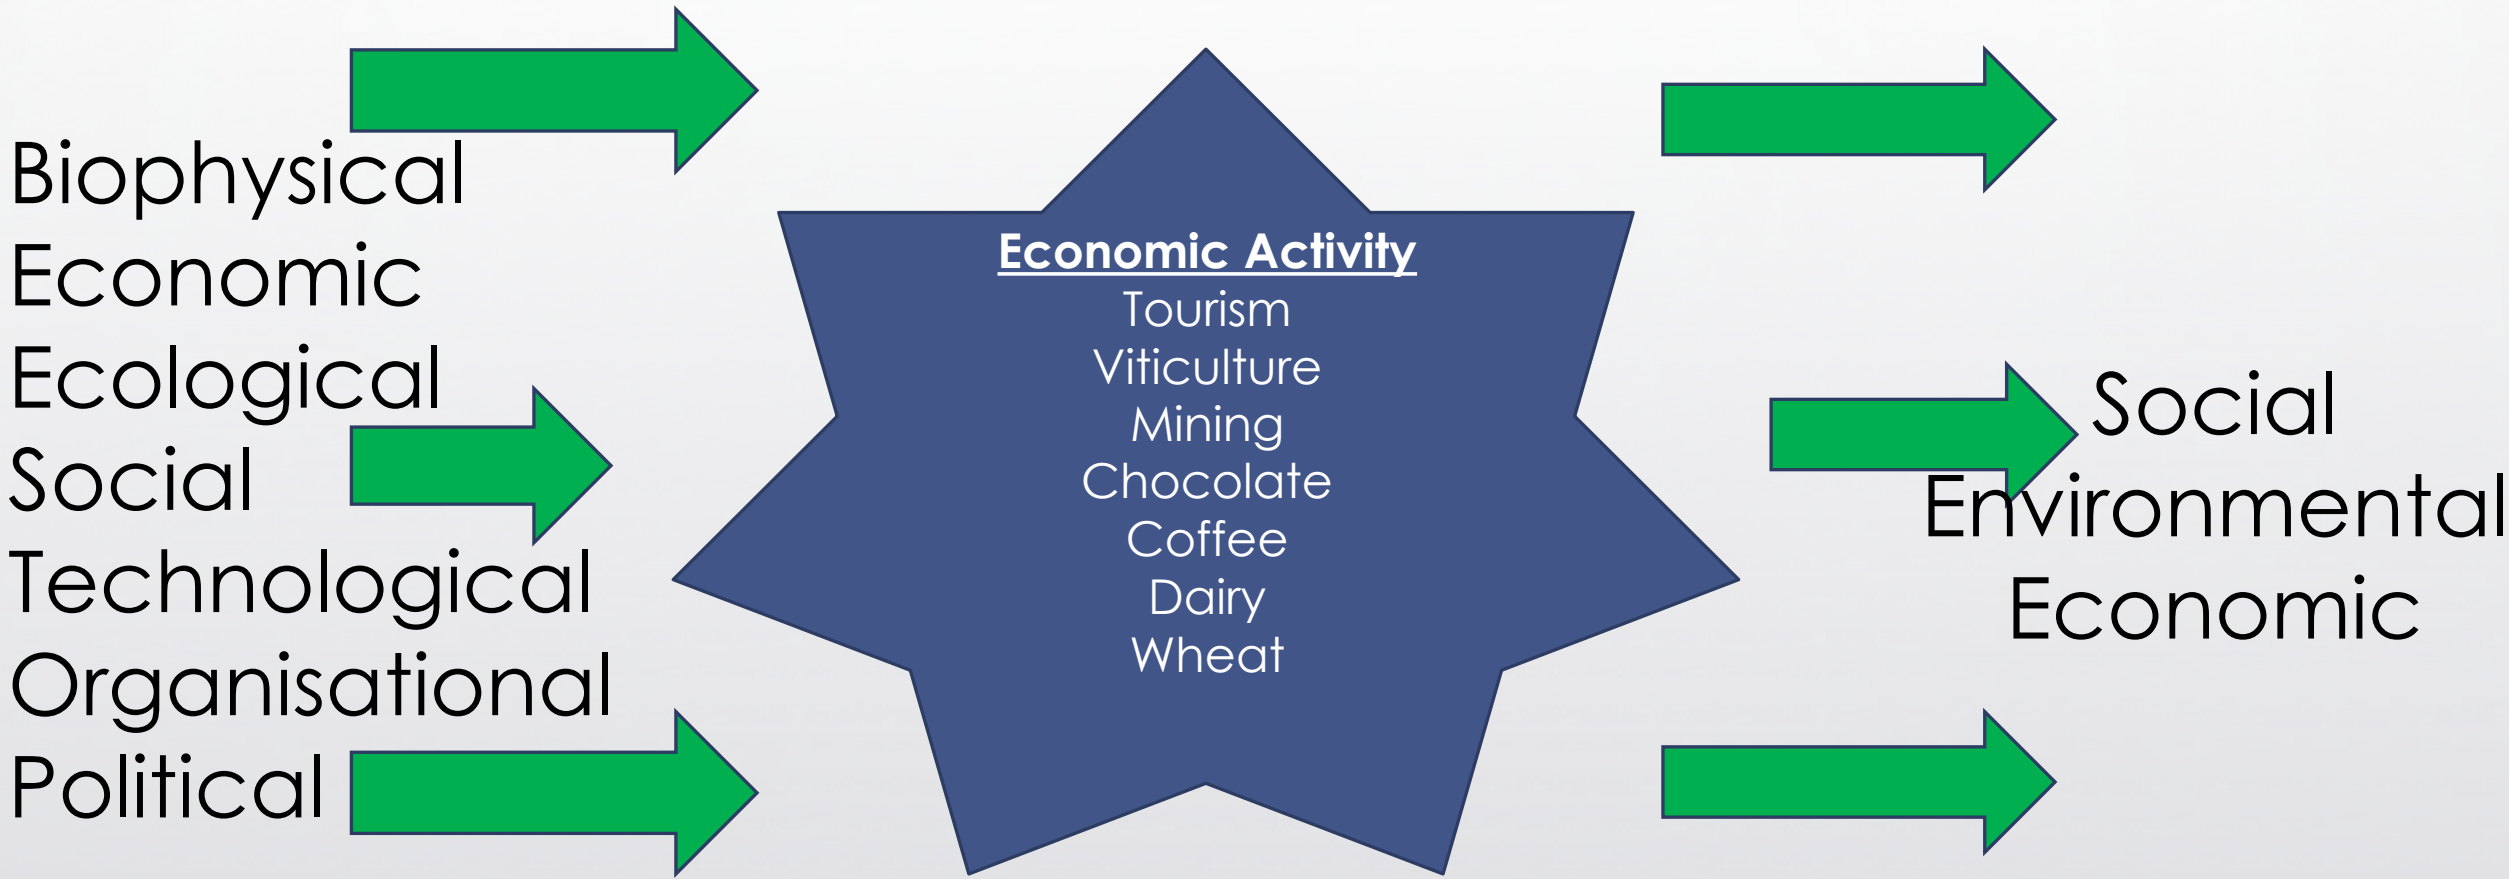 Biophysical
Economic
Ecological
Social
Technological
Organisational
Political
Economic Activity
Tourism
Viticulture
Mining
Chocolate
Coffee
Dairy
Wheat
Social
Environmental
Economic